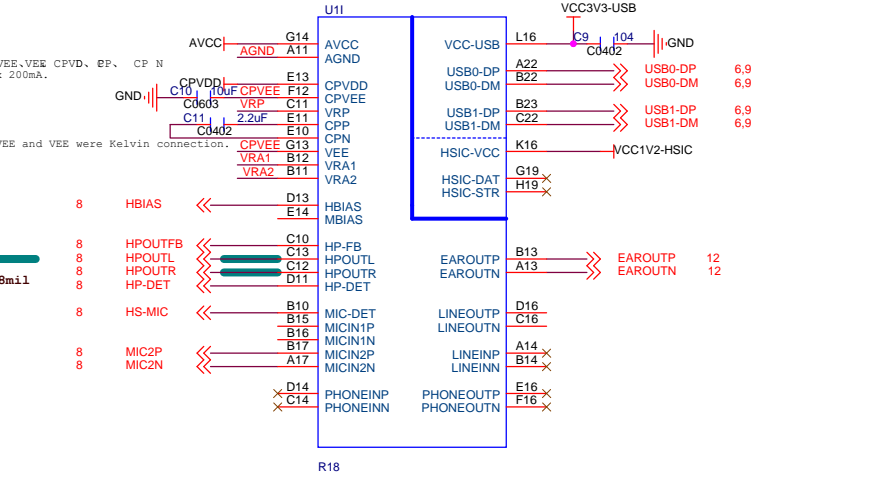 U1I
VCC3V3-USB
AVCC G14 AVCC
AGND A11 AGND
VCC-USB L16 C9 104 GND
C0402
VEE、VEE CPVD、CP、 CP N
200mA.
CPVDD E13 CPVDD
GND C10 10uF CPVEE F12 CPVEE
C0603 VRP C11 VRP
C11 2.2uF E11 CPP
C0402 E10 CPN
VEE and VEE were Kelvin connection.
CPVEE G13 VEE
VRA1 B12 VRA1
VRA2 B11 VRA2
USB0-DP A22 USB0-DP 6,9
USB0-DM B22 USB0-DM 6,9
USB1-DP B23 USB1-DP 6,9
USB1-DM C22 USB1-DM 6,9
HSIC-VCC K16 VCC1V2-HSIC
HSIC-DAT G19
HSIC-STR H19
8 HBIAS D13 HBIAS
E14 MBIAS
8 HPOUTFB C10 HP-FB
8 HPOUTL C13 HPOUTL
8 HPOUTR C12 HPOUTR
8mil
8 HP-DET D11 HP-DET
EAROUTP B13 EAROUTP 12
EAROUTN A13 EAROUTN 12
8 HS-MIC B10 MIC-DET
B15 MICIN1P
B16 MICIN1N
8 MIC2P B17 MICIN2P
8 MIC2N A17 MICIN2N
LINEOUTP D16
LINEOUTN C16
LINEINP A14
LINEINN B14
D14 PHONEINP
C14 PHONEINN
PHONEOUTP E16
PHONEOUTN F16
R18